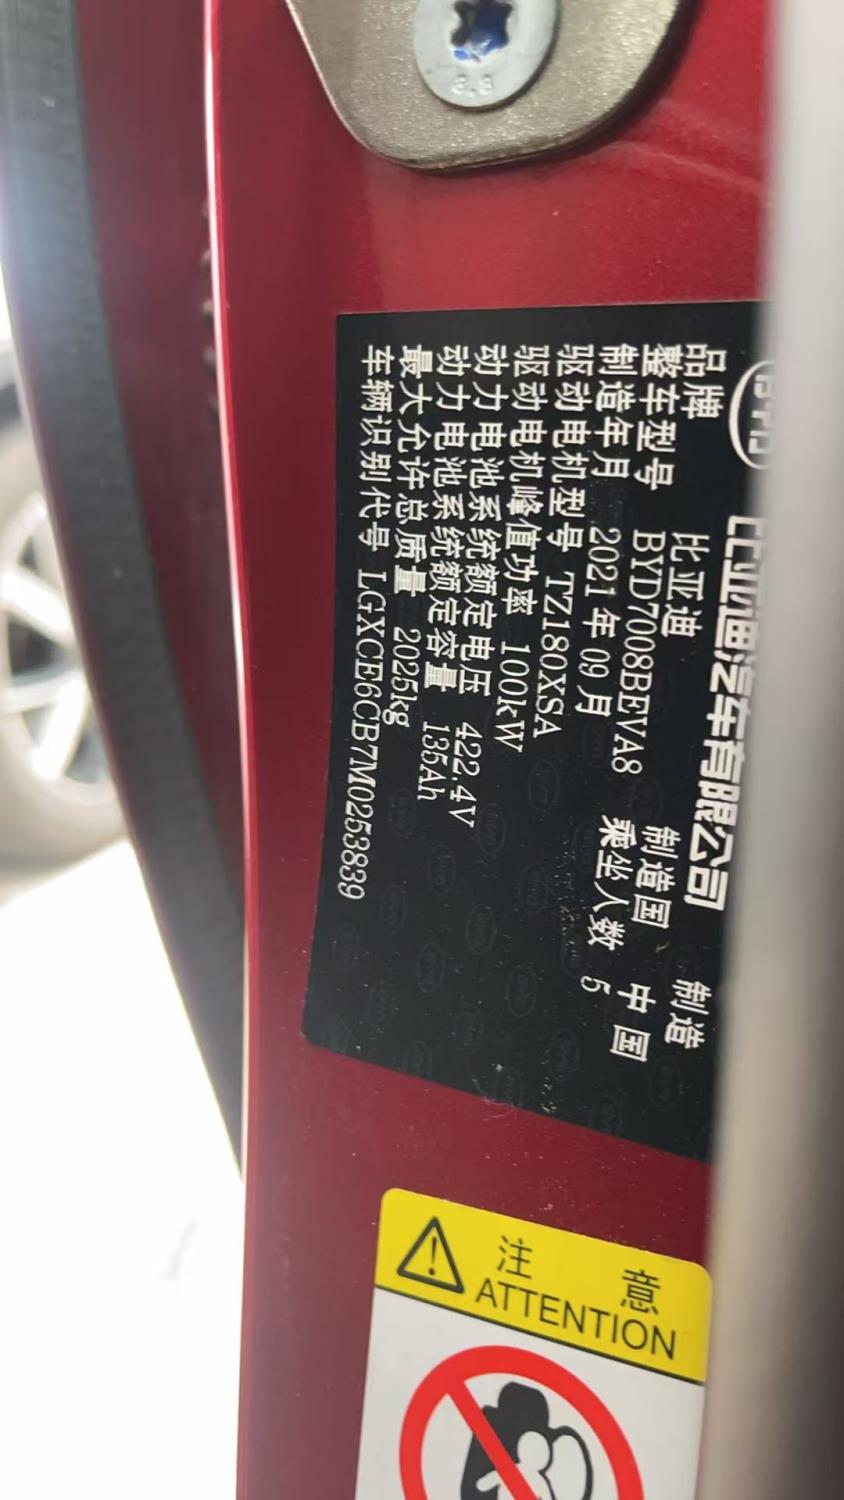 8.8
BYD
比亚迪汽车有限公司 制造
品牌 比亚迪 制造国 中国
整车型号 BYD7008BEVA8 乘坐人数 5
制造年月 2021年09月
驱动电机型号 TZ180XSA
驱动电机峰值功率 100kW
动力电池系统额定电压 422.4V
动力电池系统额定容量 135Ah
最大允许总质量 2025kg
车辆识别代号 LGXCE6CB7M0253839
注意
ATTENTION